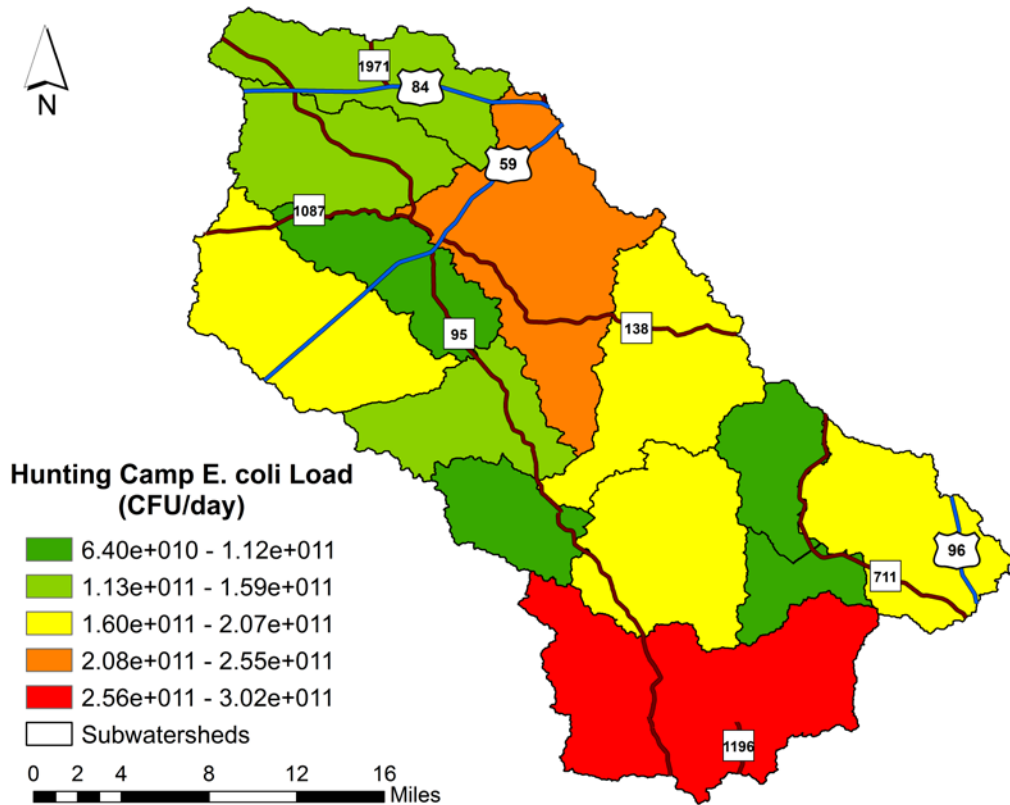 N
1971
84
59
1087
95
138
96
711
1196
Hunting Camp E. coli Load
(CFU/day)
6.40e+010 - 1.12e+011
1.13e+011 - 1.59e+011
1.60e+011 - 2.07e+011
2.08e+011 - 2.55e+011
2.56e+011 - 3.02e+011
Subwatersheds
0 2 4 8 12 16
Miles